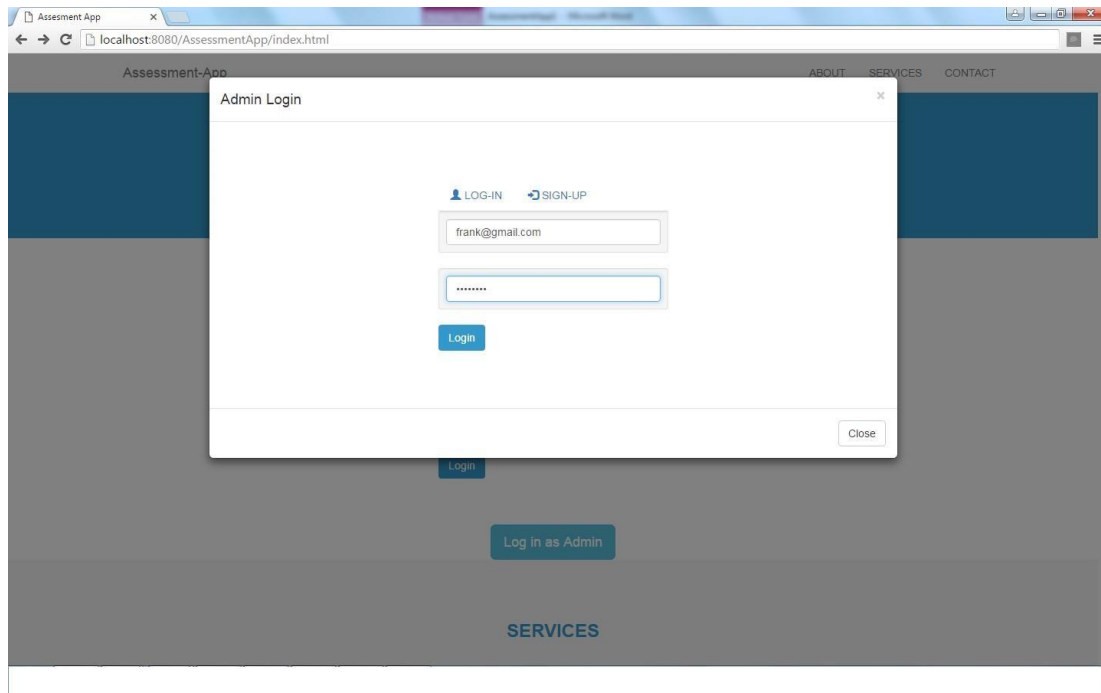 Assesment App
localhost:8080/AssessmentApp/index.html
Assessment-App ABOUT SERVICES CONTACT
Admin Login ×
LOG-IN SIGN-UP
frank@gmail.com
••••••••
Login
Close
Login
Log in as Admin
SERVICES